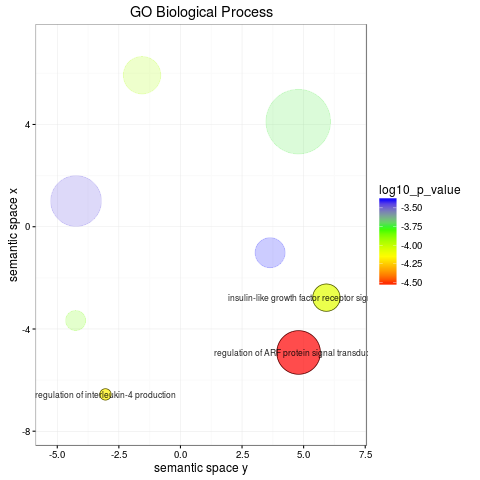 GO Biological Process
semantic space x
4
0
-4
-8
insulin-like growth factor receptor sig
regulation of ARF protein signal transduc
regulation of interleukin-4 production
-5.0 -2.5 0.0 2.5 5.0 7.5
semantic space y
log10_p_value
-3.50
-3.75
-4.00
-4.25
-4.50